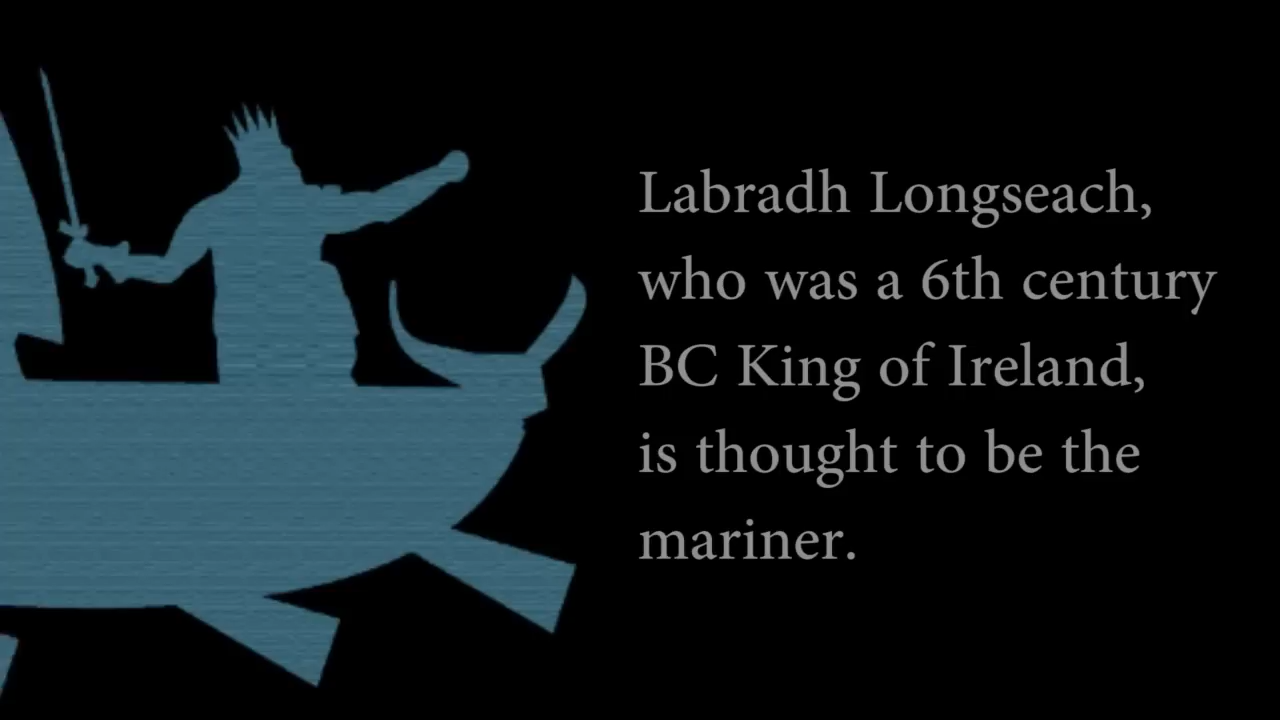 Labradh Longseach,
who was a 6th century
BC King of Ireland,
is thought to be the
mariner.